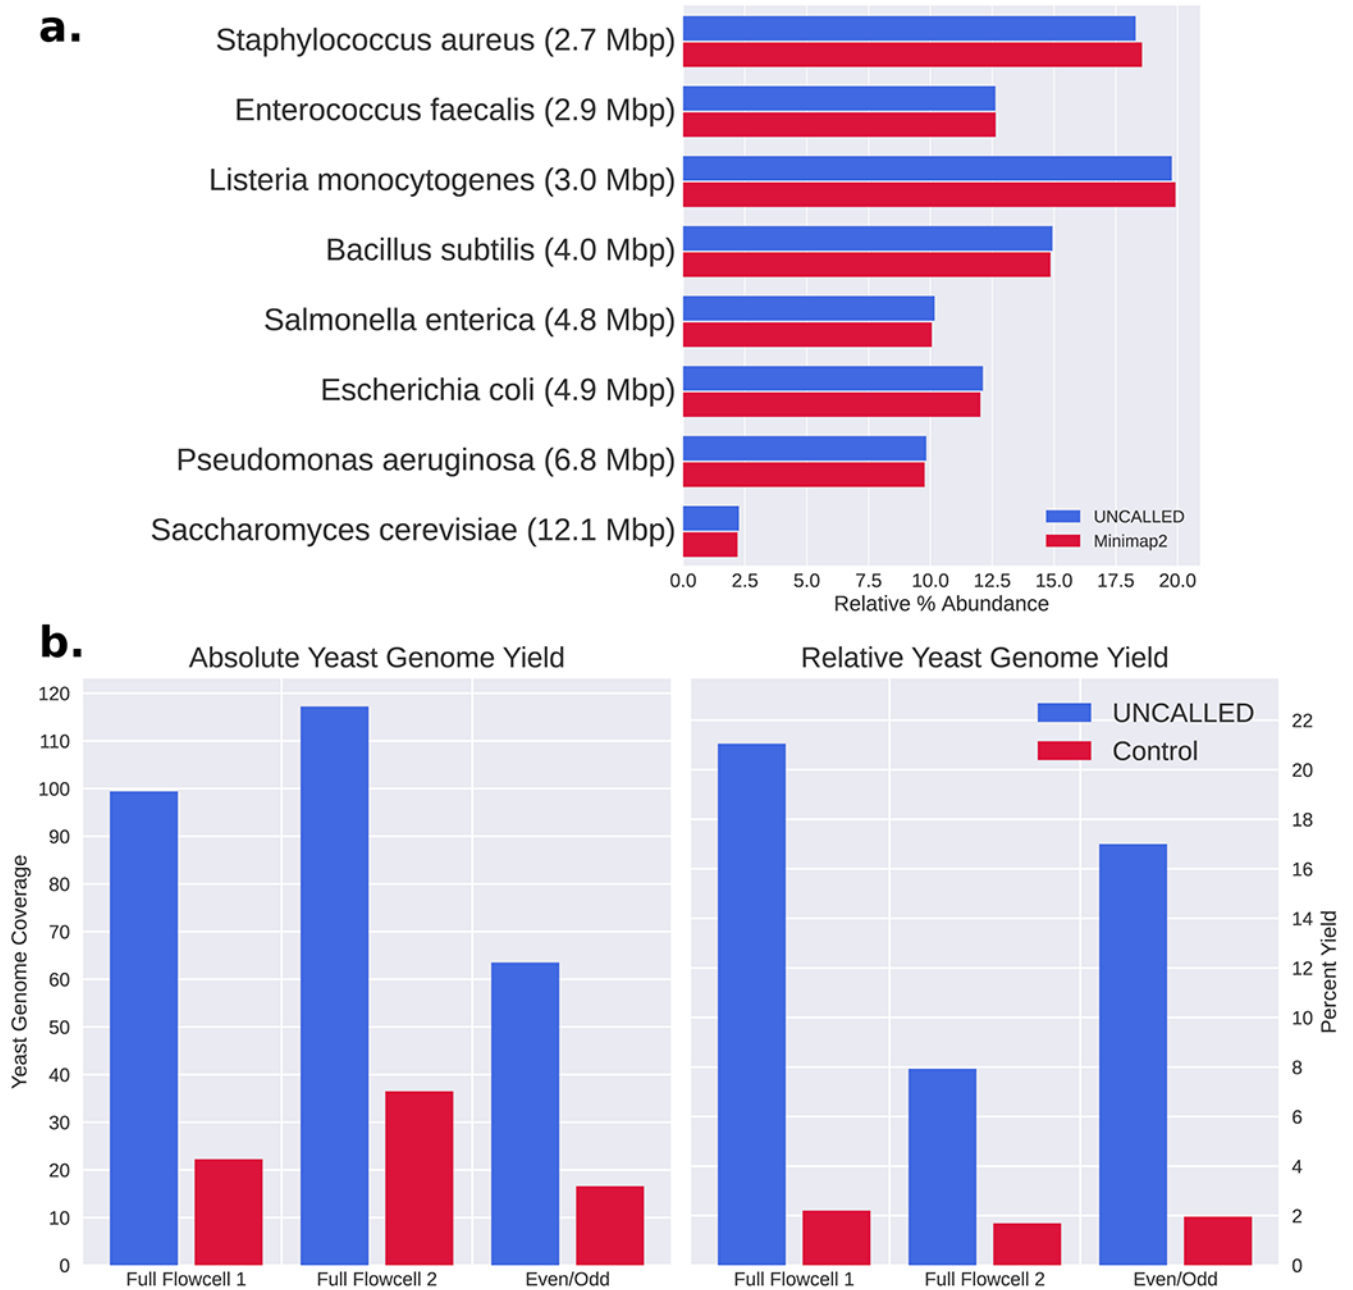 a.
Staphylococcus aureus (2.7 Mbp)
Enterococcus faecalis (2.9 Mbp)
Listeria monocytogenes (3.0 Mbp)
Bacillus subtilis (4.0 Mbp)
Salmonella enterica (4.8 Mbp)
Escherichia coli (4.9 Mbp)
Pseudomonas aeruginosa (6.8 Mbp)
Saccharomyces cerevisiae (12.1 Mbp)
UNCALLED
Minimap2
0.0 2.5 5.0 7.5 10.0 12.5 15.0 17.5 20.0
Relative % Abundance
b.
Absolute Yeast Genome Yield
Yeast Genome Coverage
120
110
100
90
80
70
60
50
40
30
20
10
0
Full Flowcell 1 Full Flowcell 2 Even/Odd
Relative Yeast Genome Yield
UNCALLED
Control
22
20
18
16
14
12
10
8
6
4
2
0
Percent Yield
Full Flowcell 1 Full Flowcell 2 Even/Odd